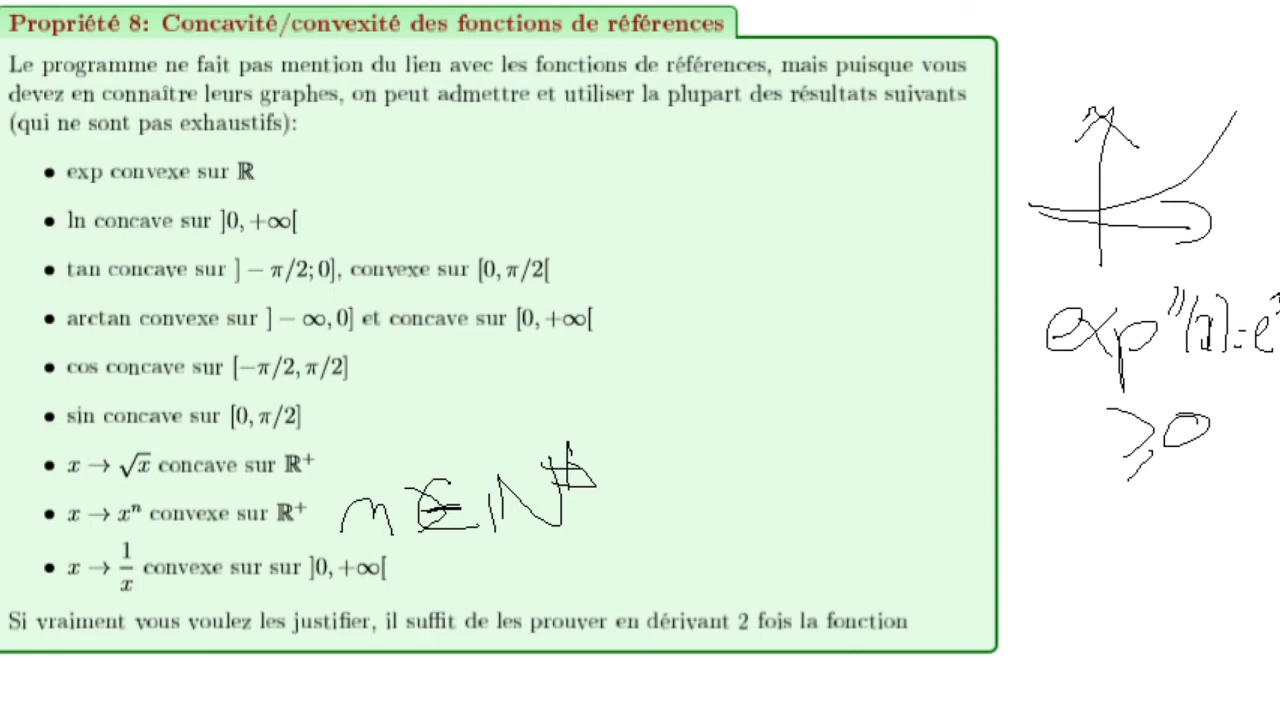 Propriété 8: Concavité/convexité des fonctions de références
Le programme ne fait pas mention du lien avec les fonctions de références, mais puisque vous
devez en connaître leurs graphes, on peut admettre et utiliser la plupart des résultats suivants
(qui ne sont pas exhaustifs):
• exp convexe sur ℝ
• ln concave sur ]0, +∞[
• tan concave sur ] − π/2; 0], convexe sur [0, π/2[
• arctan convexe sur ] − ∞, 0] et concave sur [0, +∞[
• cos concave sur [−π/2, π/2]
• sin concave sur [0, π/2]
• x → √x concave sur ℝ⁺
• x → xⁿ convexe sur ℝ⁺ n ∈ ℕ*
• x → 1/x convexe sur sur ]0, +∞[
Si vraiment vous voulez les justifier, il suffit de les prouver en dérivant 2 fois la fonction
exp''(x) = eˣ
⩾ 0